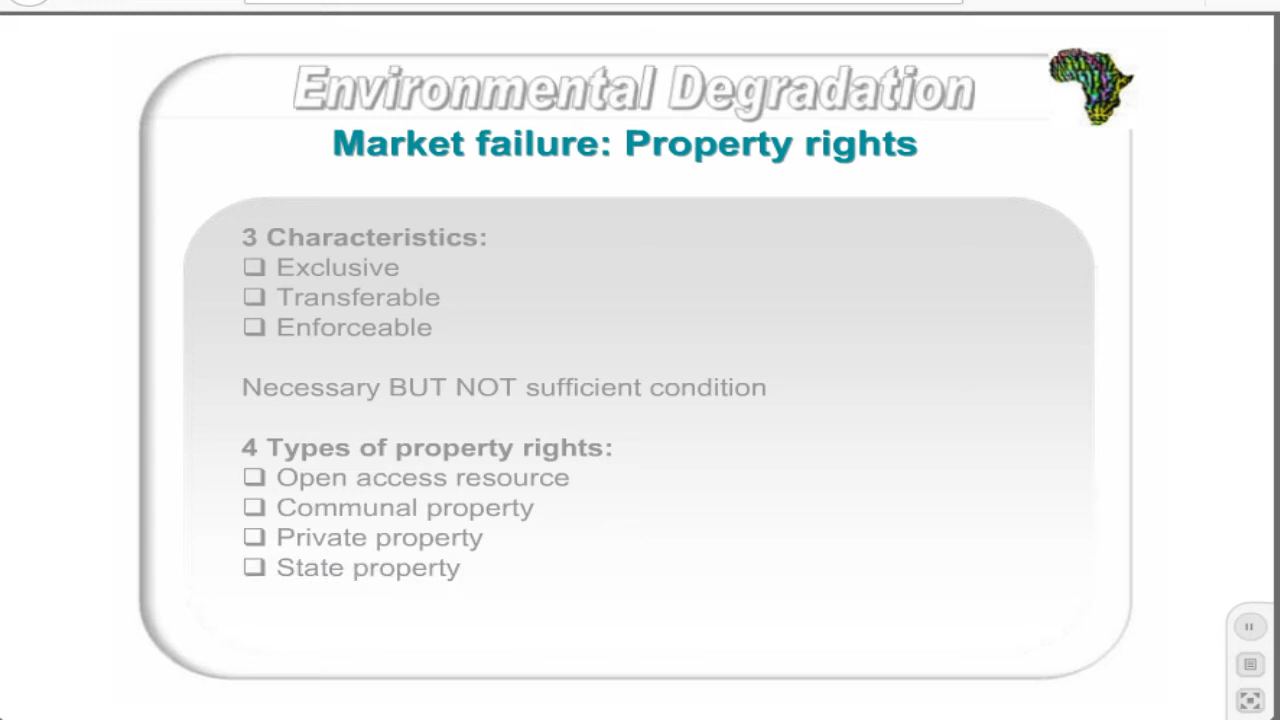 Environmental Degradation
Market failure: Property rights
3 Characteristics:
❑ Exclusive
❑ Transferable
❑ Enforceable
Necessary BUT NOT sufficient condition
4 Types of property rights:
❑ Open access resource
❑ Communal property
❑ Private property
❑ State property